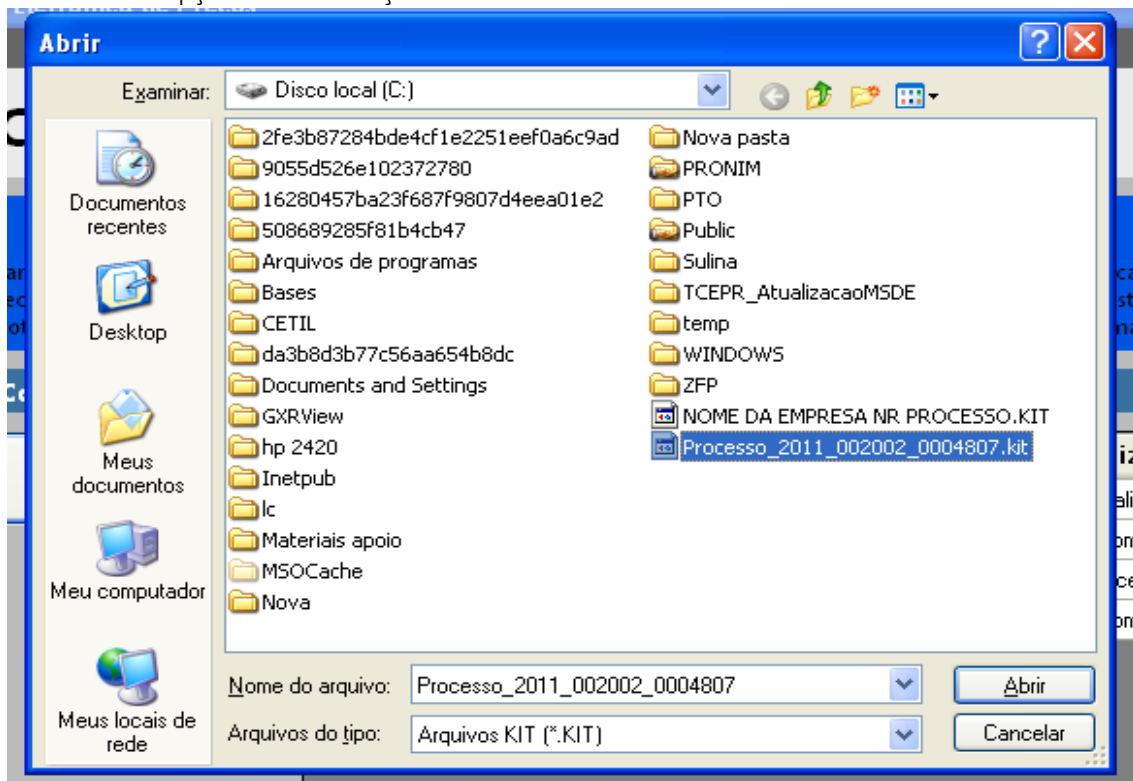 Abrir
Examinar:
Disco local (C:)
Documentos
recentes
Desktop
Meus
documentos
Meu computador
Meus locais de
rede
2fe3b87284bde4cf1e2251eef0a6c9ad
9055d526e102372780
16280457ba23f687f9807d4eea01e2
508689285f81b4cb47
Arquivos de programas
Bases
CETIL
da3b8d3b77c56aa654b8dc
Documents and Settings
GXRView
hp 2420
Inetpub
lc
Materiais apoio
MSOCache
Nova
Nova pasta
PRONIM
PTO
Public
Sulina
TCEPR_AtualizacaoMSDE
temp
WINDOWS
ZFP
NOME DA EMPRESA NR PROCESSO.KIT
Processo_2011_002002_0004807.kit
Nome do arquivo:
Processo_2011_002002_0004807
Abrir
Arquivos do tipo:
Arquivos KIT (*.KIT)
Cancelar